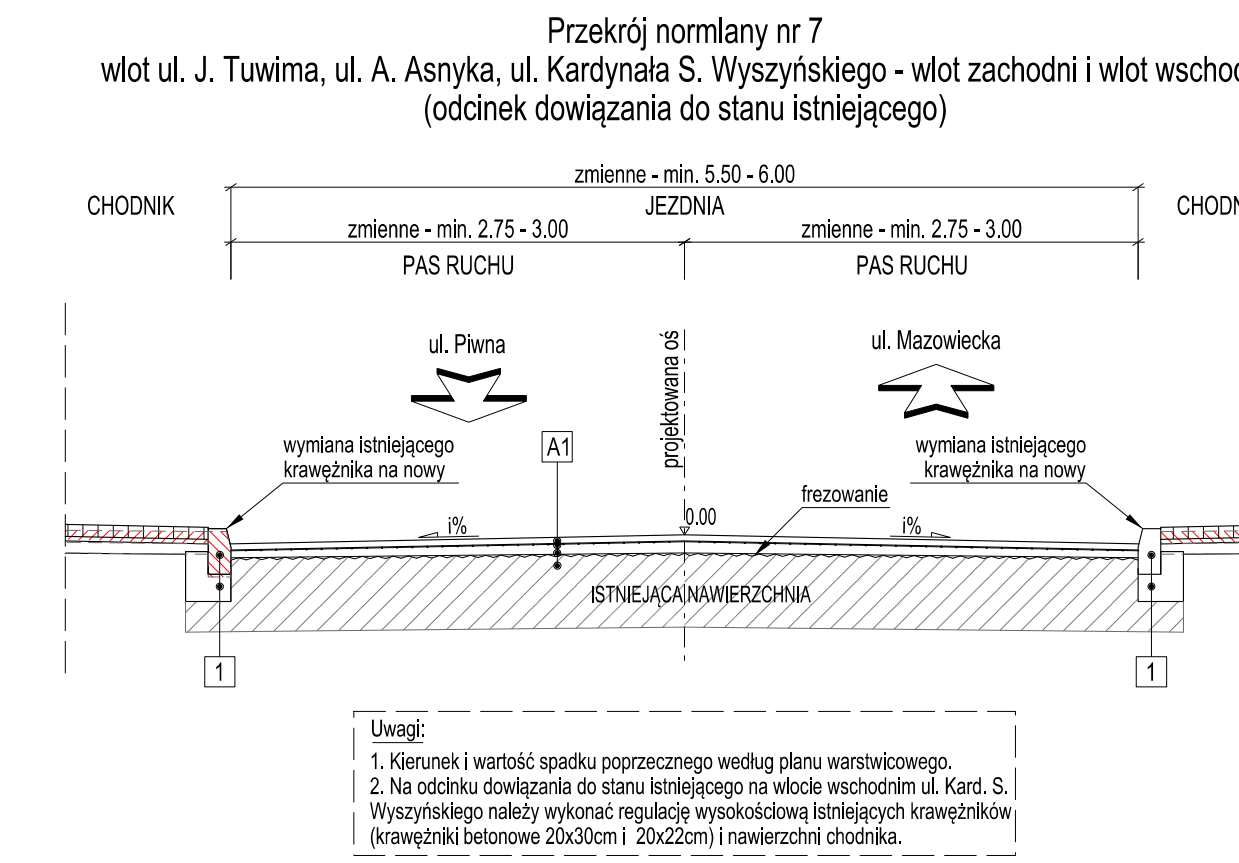 Przekrój normlany nr 7
wlot ul. J. Tuwima, ul. A. Asnyka, ul. Kardynała S. Wyszyńskiego - wlot zachodni i wlot
(odcinek dowiązania do stanu istniejącego)
zmienne - min. 5.50 - 6.00
CHODNIK
JEZDNIA
zmienne - min. 2.75 - 3.00
zmienne - min. 2.75 - 3.00
PAS RUCHU
PAS RUCHU
ul. Piwna
projektowana oś
ul. Mazowiecka
wymiana istniejącego
krawężnika na nowy
A1
wymiana istniejącego
krawężnika na nowy
frezowanie
0.00
i%
i%
ISTNIEJĄCA NAWIERZCHNIA
1
1
Uwagi:
1. Kierunek i wartość spadku poprzecznego według planu warstwicowego.
2. Na odcinku dowiązania do stanu istniejącego na wlocie wschodnim ul. Kard. S.
Wyszyńskiego należy wykonać regulację wysokościową istniejących krawężników
(krawężniki betonowe 20x30cm i 20x22cm) i nawierzchni chodnika.